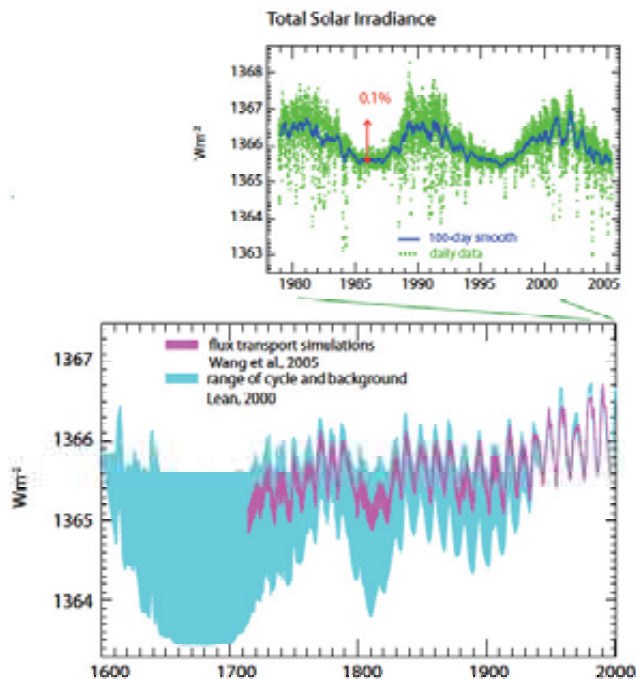 Total Solar Irradiance
1368
1367
1366
1365
1364
1363
Wm⁻²
0.1%
100-day smooth
daily data
1980 1985 1990 1995 2000 2005
flux transport simulations
Wang et al., 2005
range of cycle and background
Lean, 2000
1367
1366
1365
1364
Wm⁻²
1600 1700 1800 1900 2000